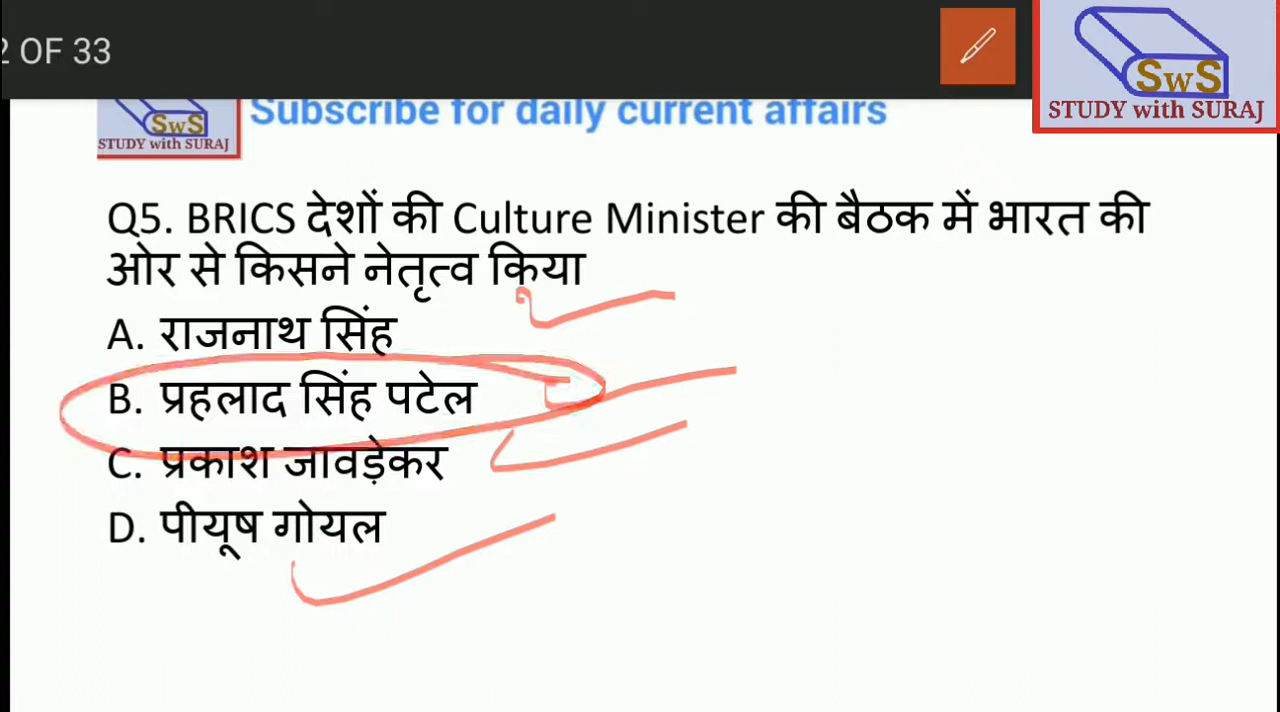 2 OF 33
SwS
STUDY with SURAJ
SwS
STUDY with SURAJ
Subscribe for daily current affairs
Q5. BRICS देशों की Culture Minister की बैठक में भारत की
ओर से किसने नेतृत्व किया
A. राजनाथ सिंह
B. प्रहलाद सिंह पटेल
C. प्रकाश जावड़ेकर
D. पीयूष गोयल